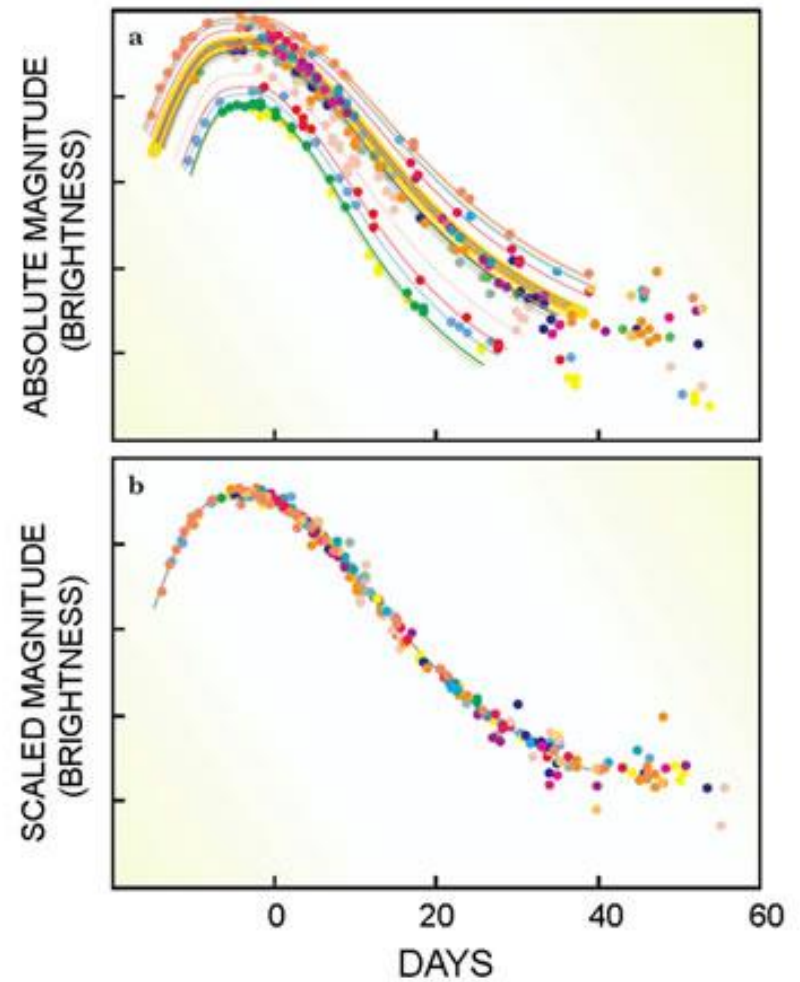 a
ABSOLUTE MAGNITUDE
(BRIGHTNESS)
b
SCALED MAGNITUDE
(BRIGHTNESS)
0 20 40 60
DAYS